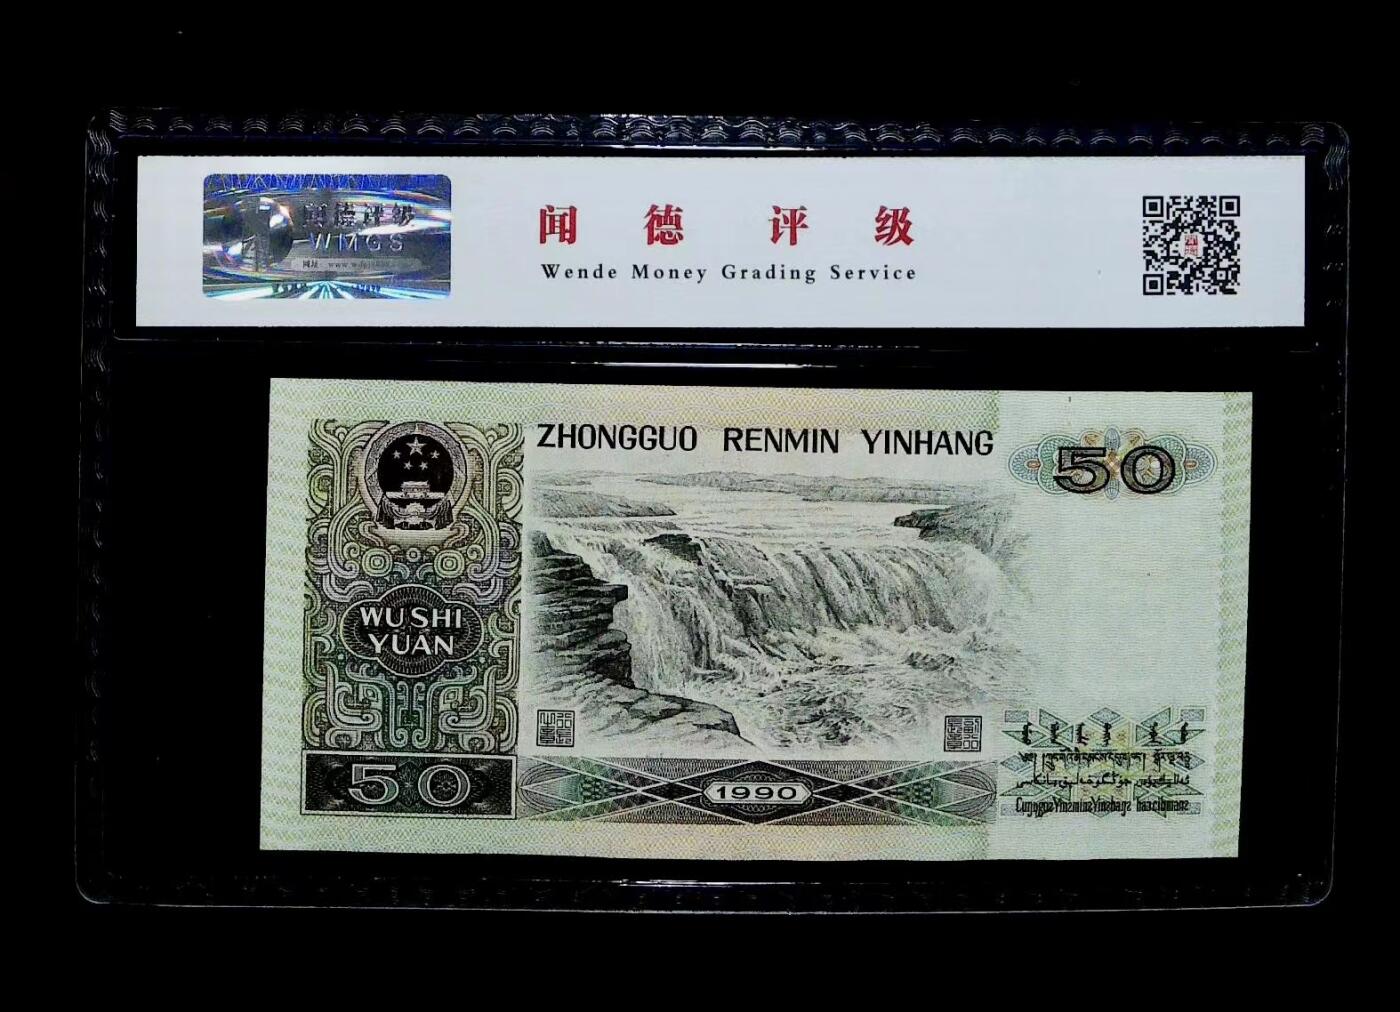 闻德评级
WMGS
闻德评级
Wende Money Grading Service
ZHONGGUO RENMIN YINHANG
50
WU SHI
YUÁN
50
1990